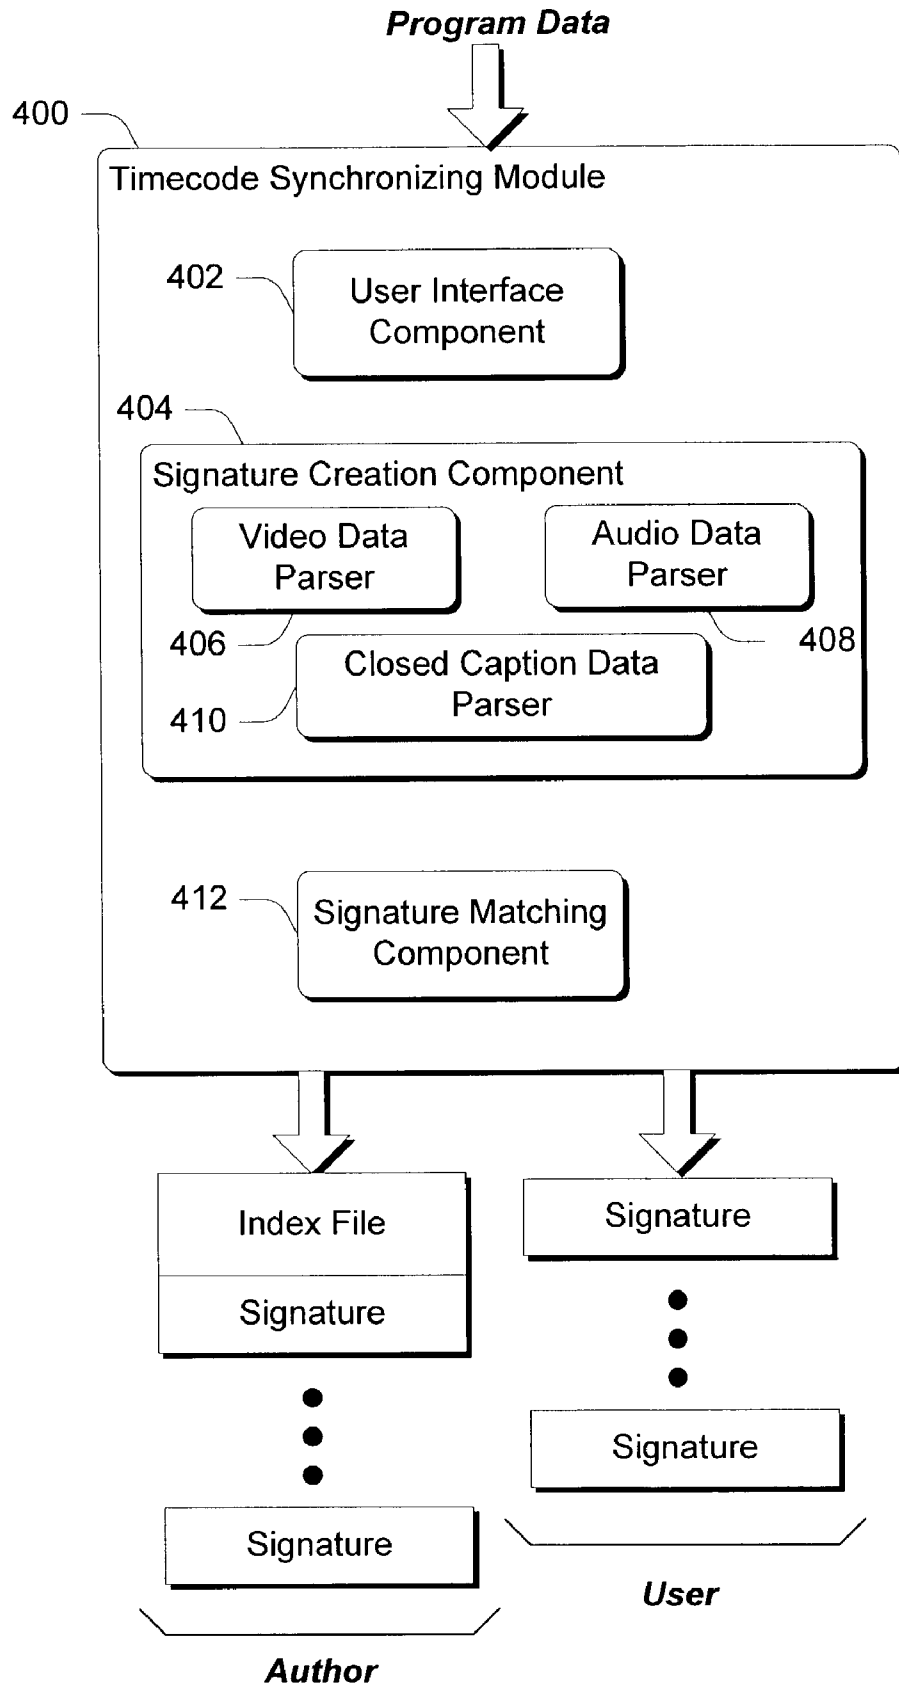 Program Data
400
Timecode Synchronizing Module
402
User Interface
Component
404
Signature Creation Component
Video Data
Parser
Audio Data
Parser
406
408
Closed Caption Data
Parser
410
412
Signature Matching
Component
Index File
Signature
Signature
Signature
Signature
User
Author